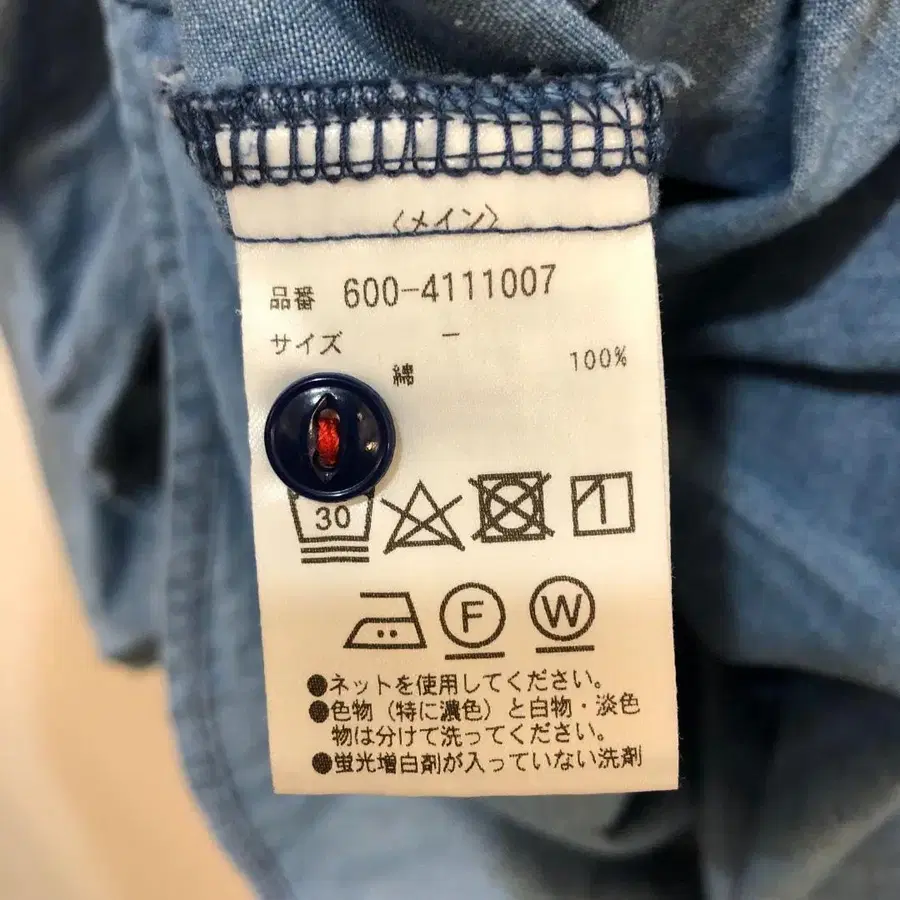 〈メイン〉
品番 600-4111007
サイズ -
綿 100%
30
F W
●ネットを使用してください。
●色物（特に濃色）と白物・淡色
物は分けて洗ってください。
●蛍光増白剤が入っていない洗剤